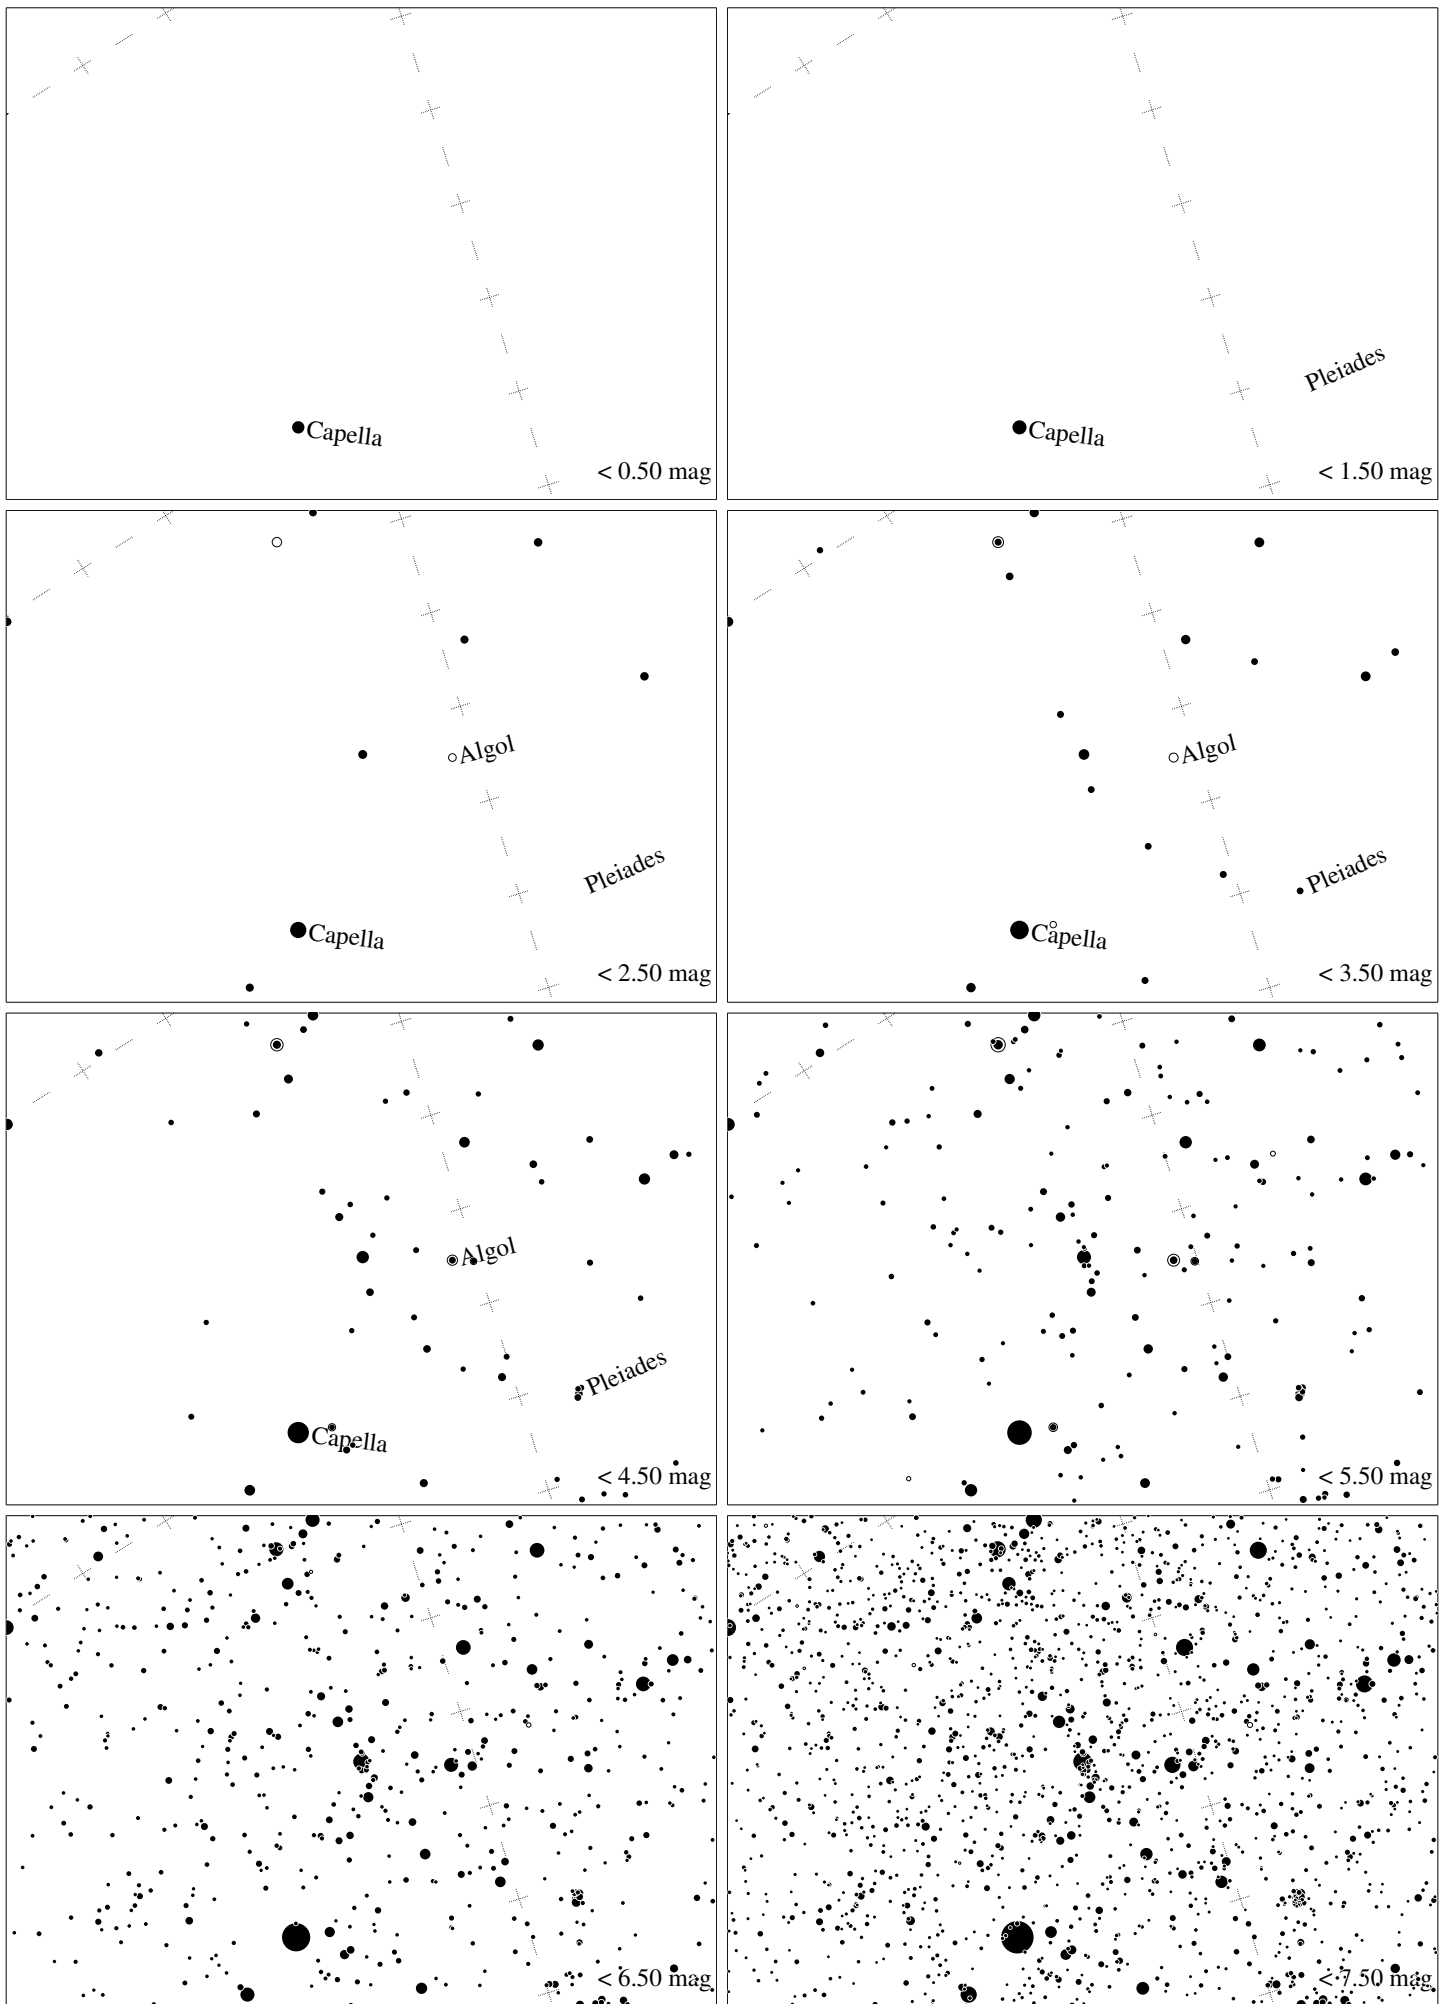 Capella
< 0.50 mag
Pleiades
Capella
< 1.50 mag
Algol
Pleiades
Capella
< 2.50 mag
Algol
Pleiades
Capella
< 3.50 mag
Algol
Pleiades
Capella
< 4.50 mag
< 5.50 mag
< 6.50 mag
< 7.50 mag